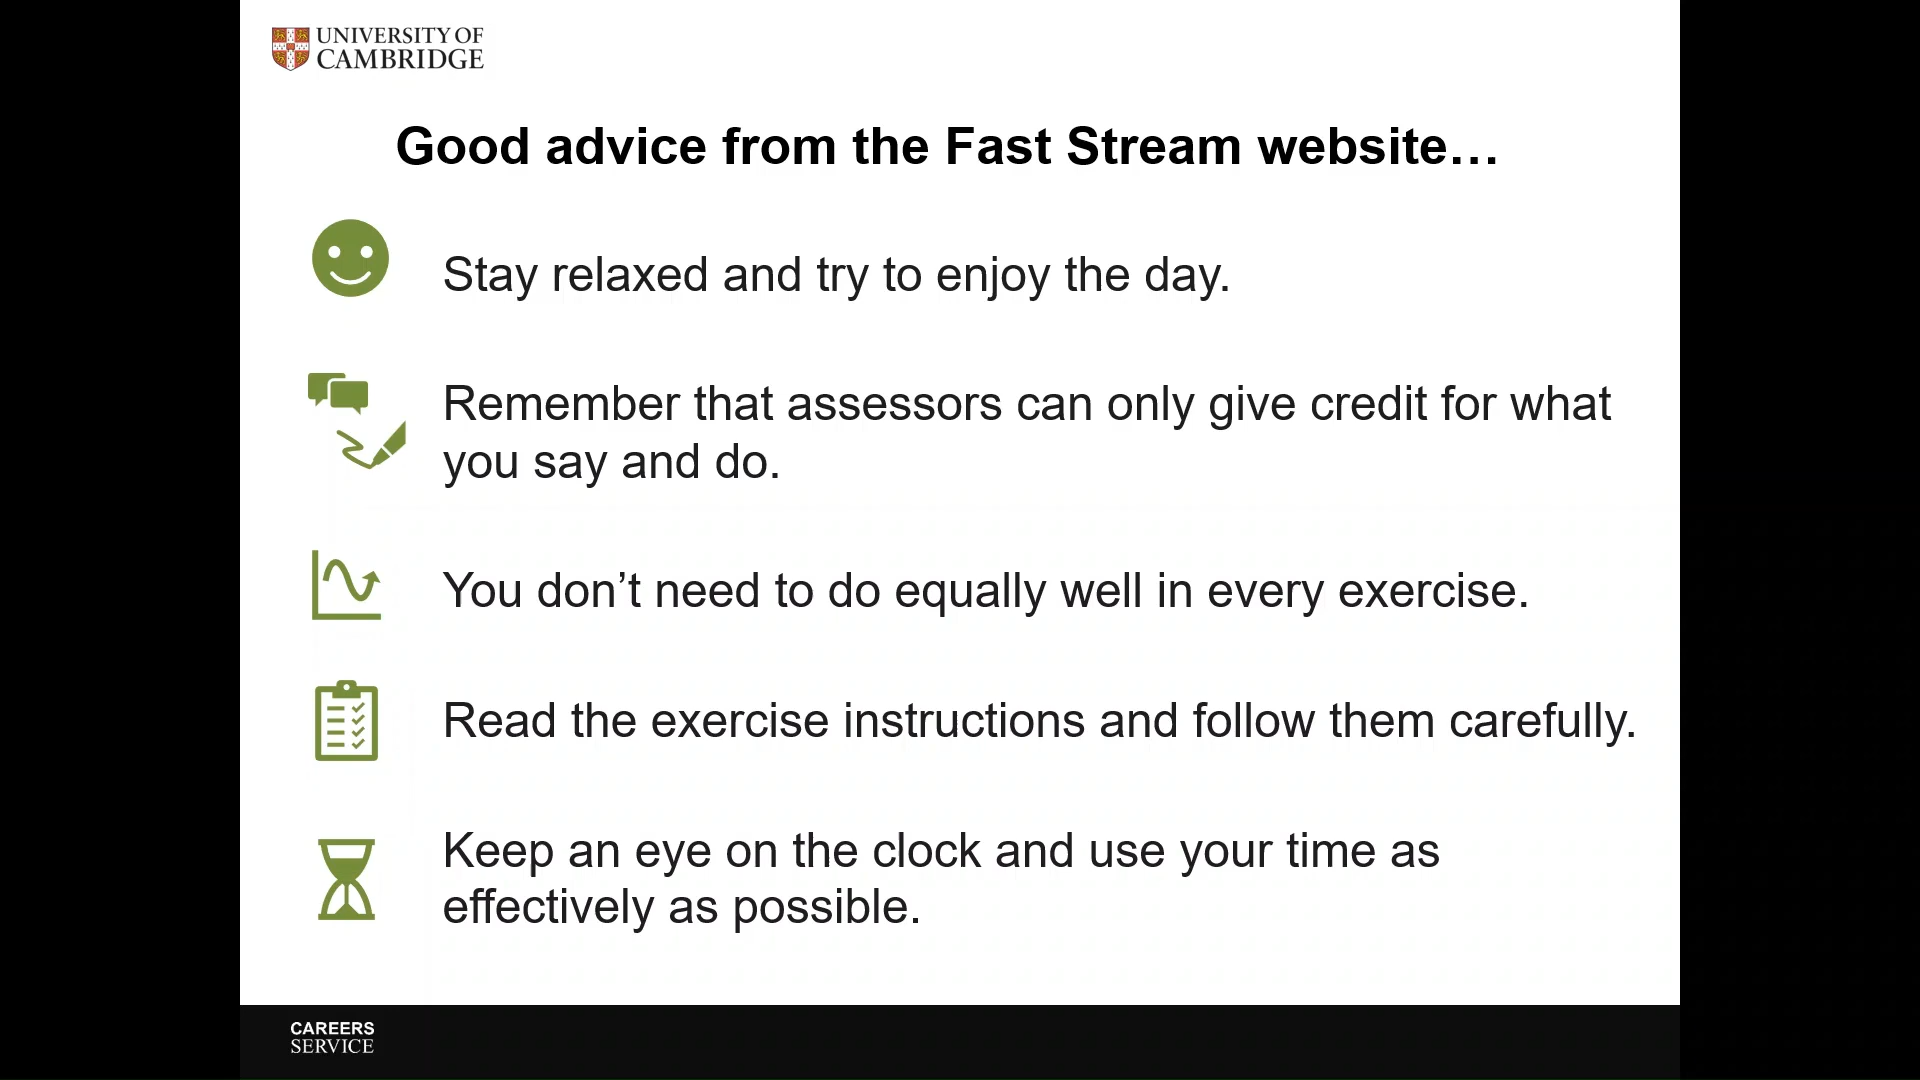 UNIVERSITY OF
CAMBRIDGE
Good advice from the Fast Stream website…
Stay relaxed and try to enjoy the day.
Remember that assessors can only give credit for what
you say and do.
You don’t need to do equally well in every exercise.
Read the exercise instructions and follow them carefully.
Keep an eye on the clock and use your time as
effectively as possible.
CAREERS
SERVICE